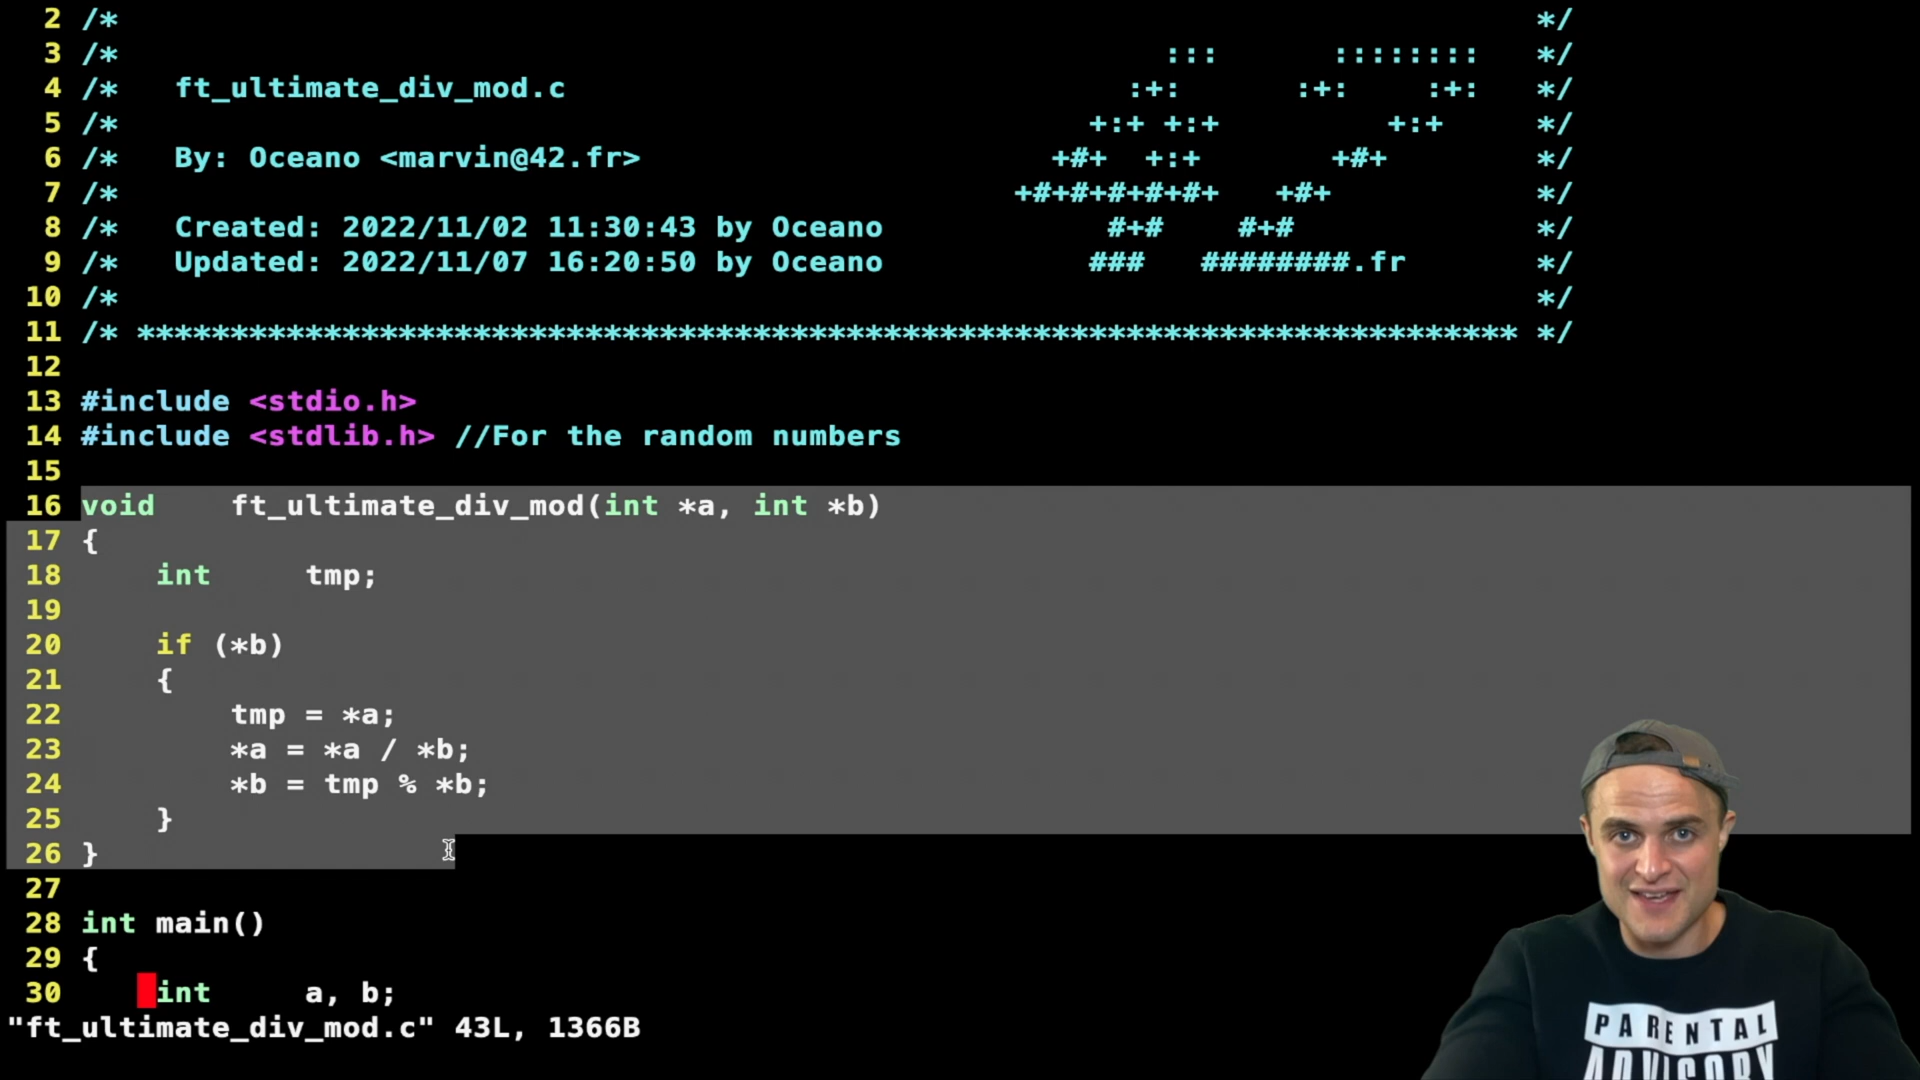 2 /* */
3 /* ::: :::::::: */
4 /* ft_ultimate_div_mod.c :+: :+: :+: */
5 /* +:+ +:+ +:+ */
6 /* By: Oceano <marvin@42.fr> +#+ +:+ +#+ */
7 /* +#+#+#+#+#+ +#+ */
8 /* Created: 2022/11/02 11:30:43 by Oceano #+# #+# */
9 /* Updated: 2022/11/07 16:20:50 by Oceano ### ########.fr */
10 /* */
11 /* ************************************************************************** */
12
13 #include <stdio.h>
14 #include <stdlib.h> //For the random numbers
15
16 void ft_ultimate_div_mod(int *a, int *b)
17 {
18 int tmp;
19
20 if (*b)
21 {
22 tmp = *a;
23 *a = *a / *b;
24 *b = tmp % *b;
25 }
26 }
27
28 int main()
29 {
30 int a, b;
"ft_ultimate_div_mod.c" 43L, 1366B
PARENTAL
ADVISORY